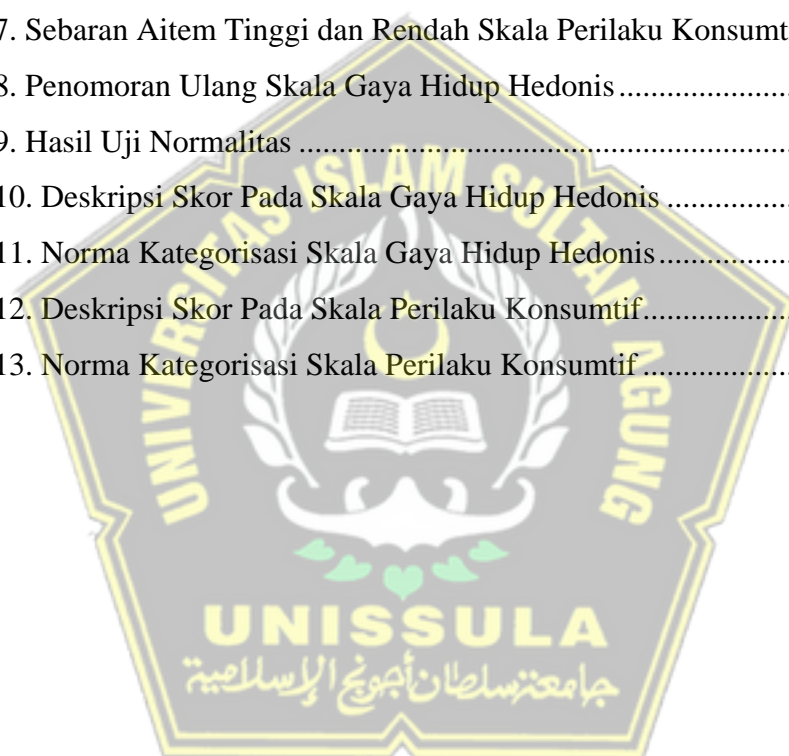 7. Sebaran Aitem Tinggi dan Rendah Skala Perilaku Konsumt
8. Penomoran Ulang Skala Gaya Hidup Hedonis.....................
9. Hasil Uji Normalitas ............................................................
10. Deskripsi Skor Pada Skala Gaya Hidup Hedonis ...............
11. Norma Kategorisasi Skala Gaya Hidup Hedonis................
12. Deskripsi Skor Pada Skala Perilaku Konsumtif..................
13. Norma Kategorisasi Skala Perilaku Konsumtif ..................
UNIVERSITAS ISLAM SULTAN AGUNG
UNISSULA
جامعة سلطان أجونج الإسلامية